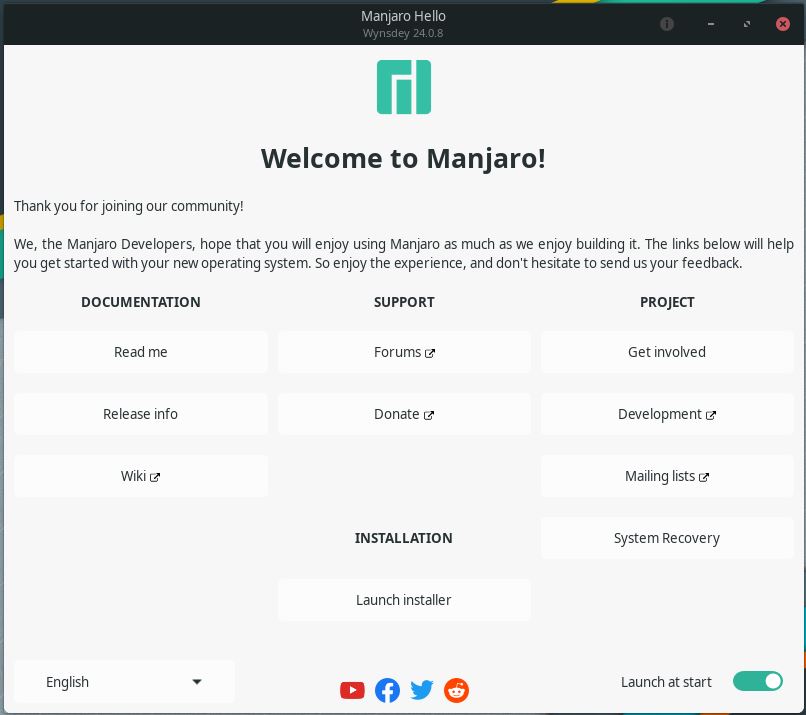 Manjaro Hello
Wynsdey 24.0.8
Welcome to Manjaro!
Thank you for joining our community!
We, the Manjaro Developers, hope that you will enjoy using Manjaro as much as we enjoy building it. The links below will help
you get started with your new operating system. So enjoy the experience, and don't hesitate to send us your feedback.
DOCUMENTATION
Read me
Release info
Wiki
SUPPORT
Forums
Donate
INSTALLATION
Launch installer
PROJECT
Get involved
Development
Mailing lists
System Recovery
English
Launch at start